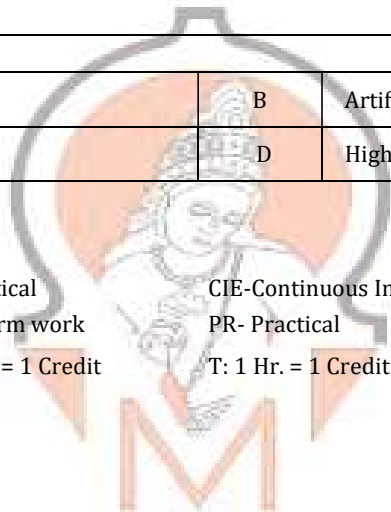 B Artif
D High
tical CIE-Continuous In
rm work PR- Practical
= 1 Credit T: 1 Hr. = 1 Credit